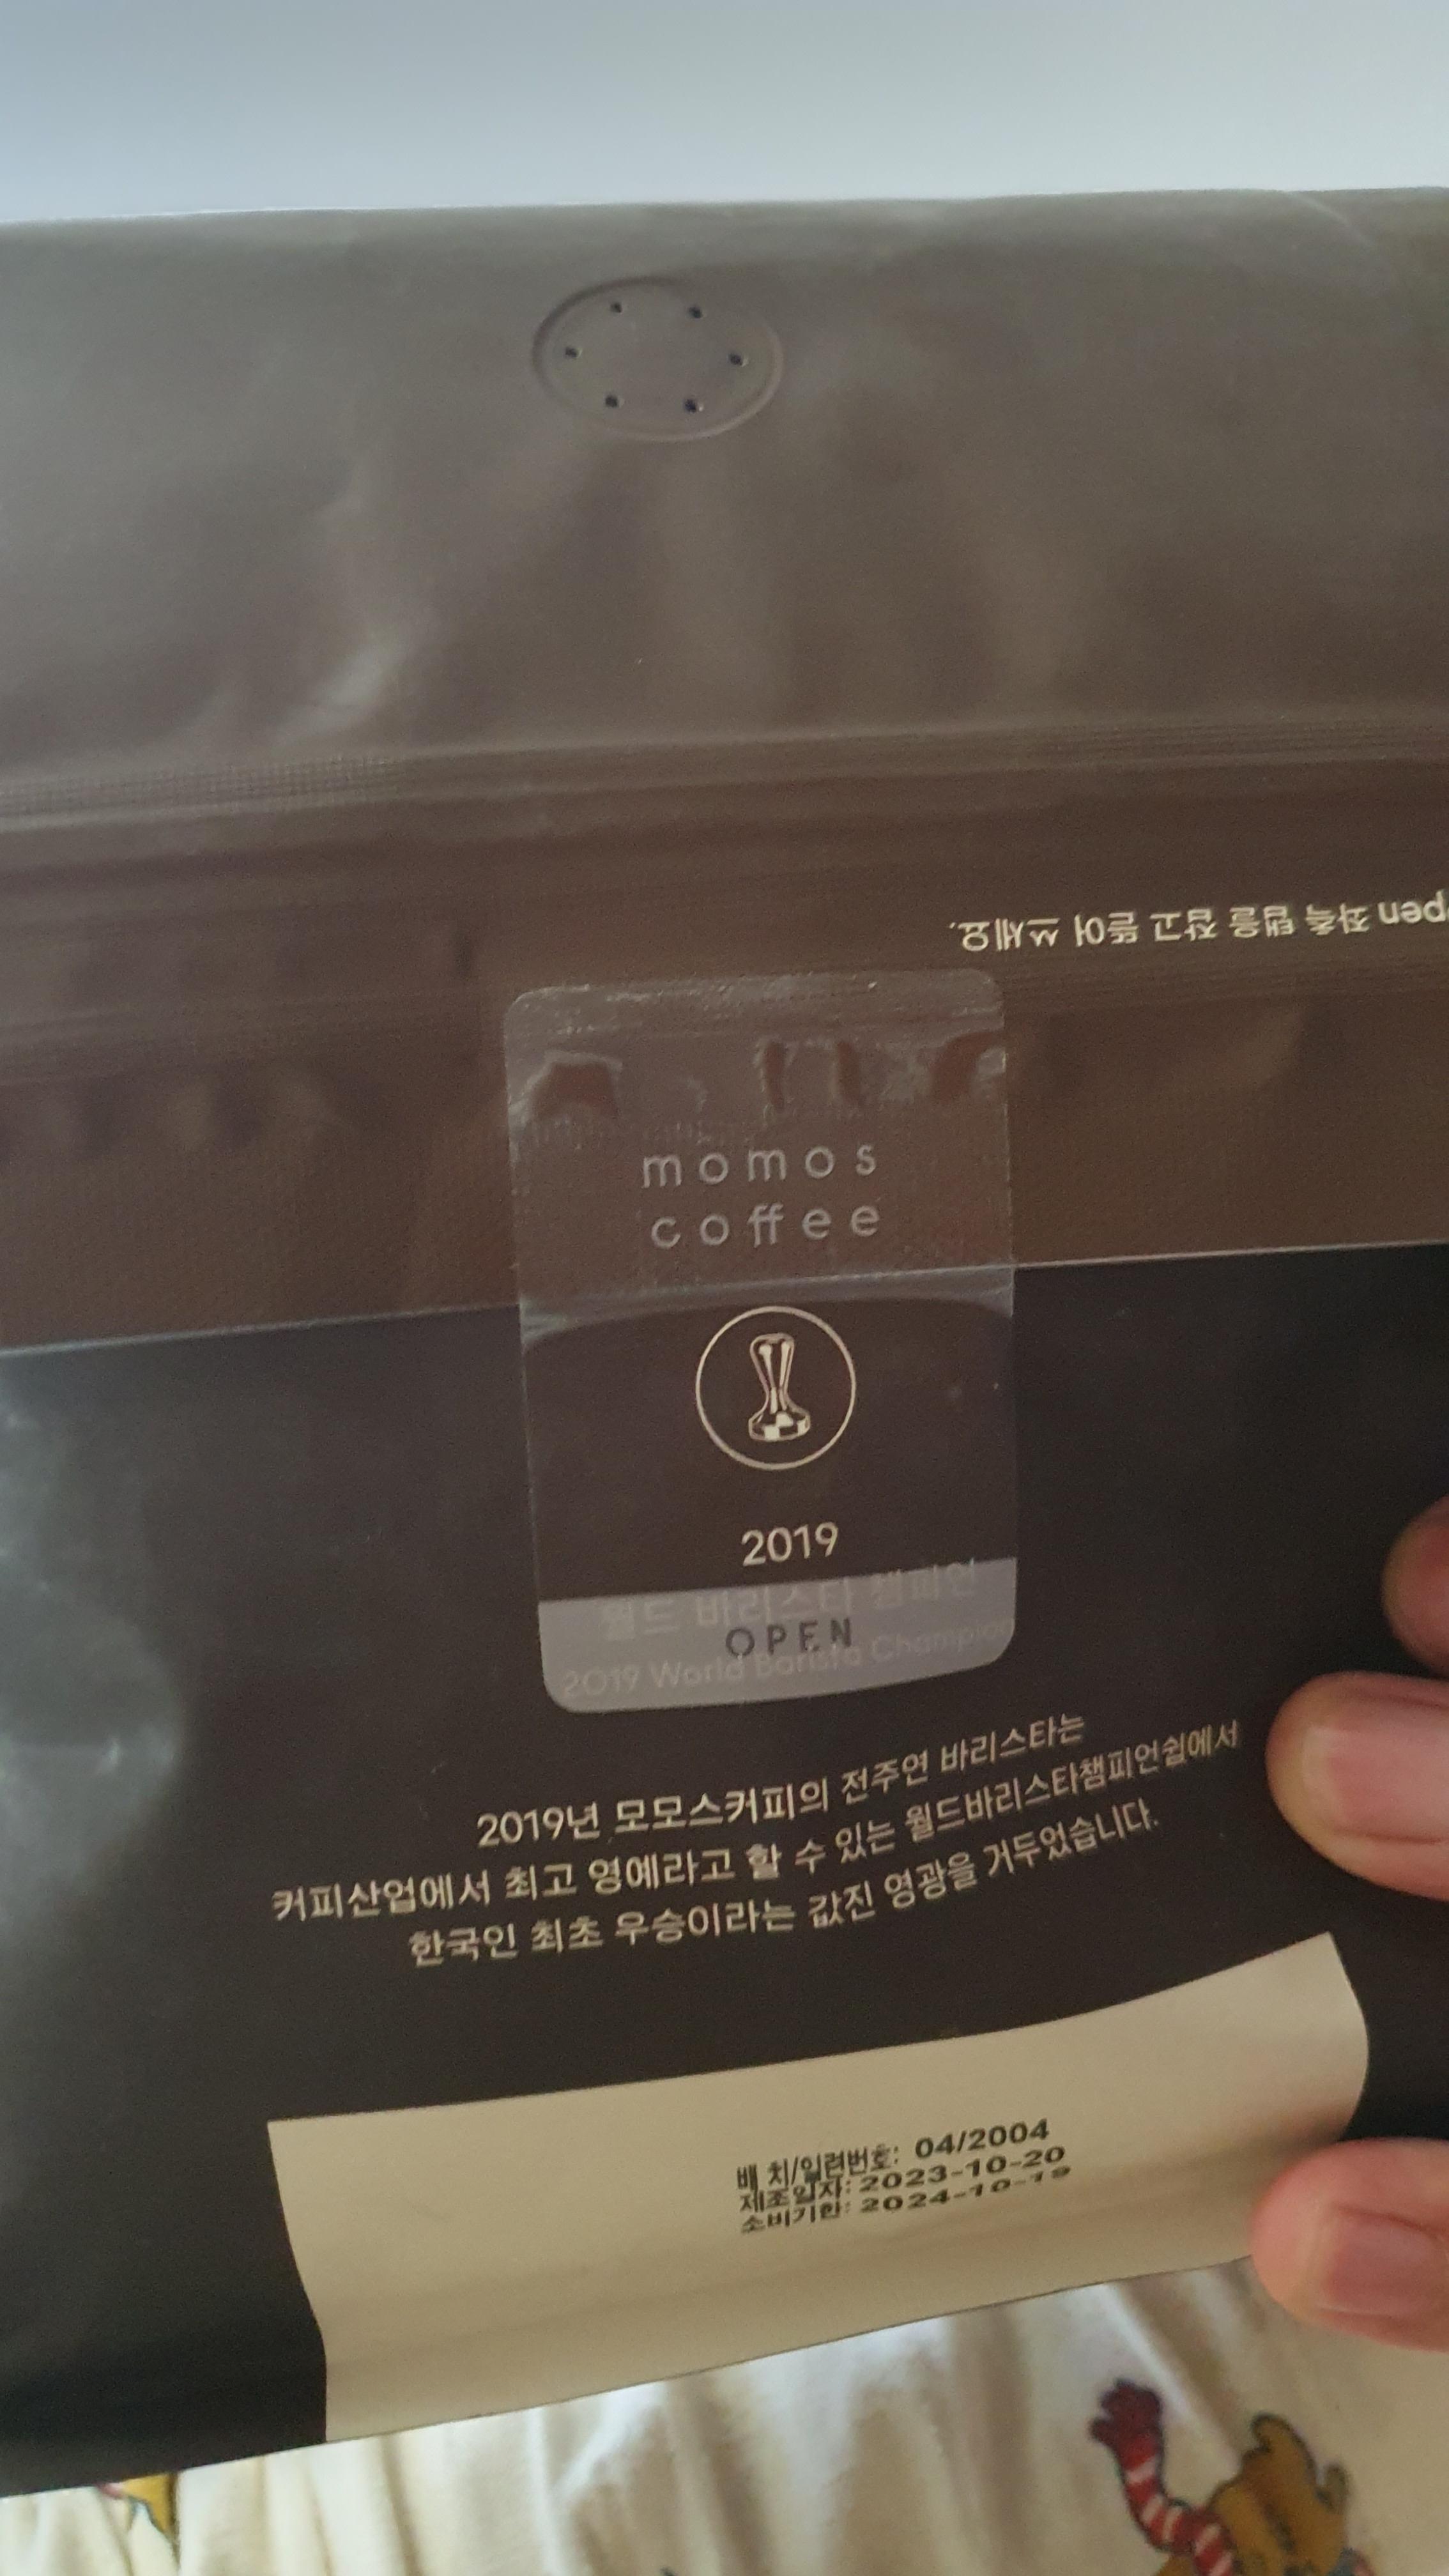 pen 좌측 탭을 잡고 뜯어 쓰세요.
momos
coffee
2019
월드 바리스타 챔피언
OPEN
2019 World Barista Champion
2019년 모모스커피의 전주연 바리스타는
커피산업에서 최고 영예라고 할 수 있는 월드바리스타챔피언쉽에서
한국인 최초 우승이라는 값진 영광을 거두었습니다.
배 치/일련번호: 04/2004
제조일자: 2023-10-20
소비기한: 2024-10-19